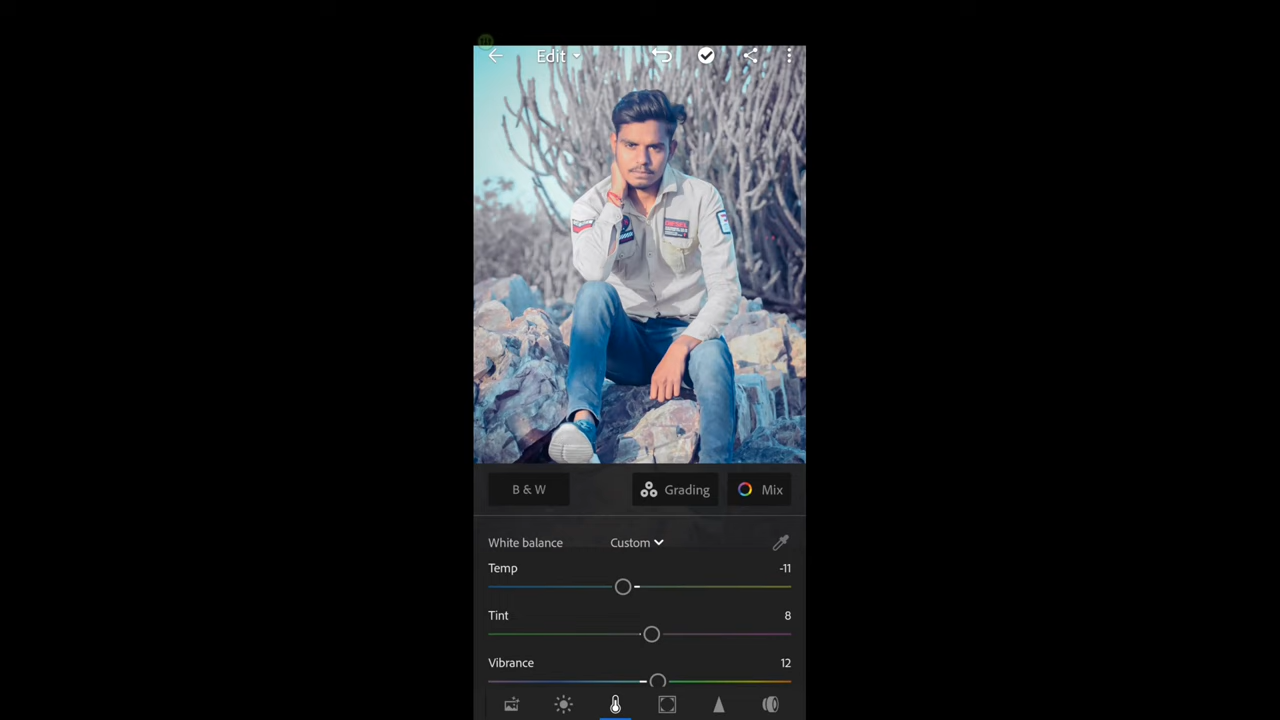 Edit
B & W
Grading
Mix
White balance
Custom
Temp
-11
Tint
8
Vibrance
12